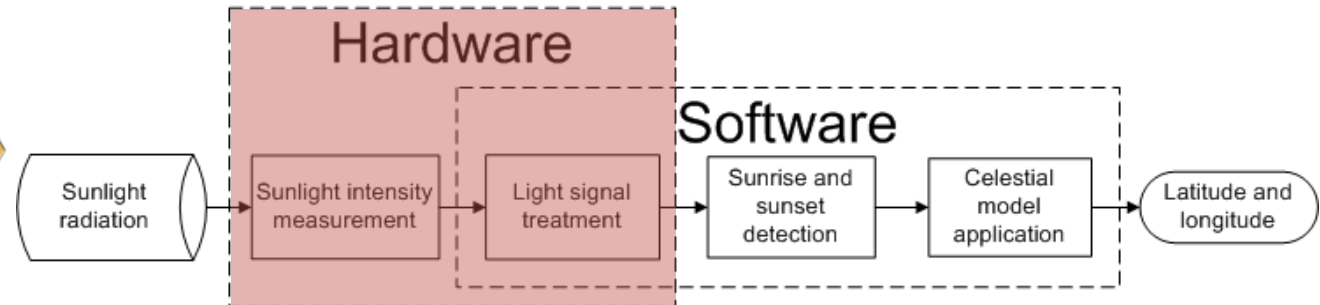 Hardware
Software
Sunlight
radiation
Sunlight intensity
measurement
Light signal
treatment
Sunrise and
sunset
detection
Celestial
model
application
Latitude and
longitude